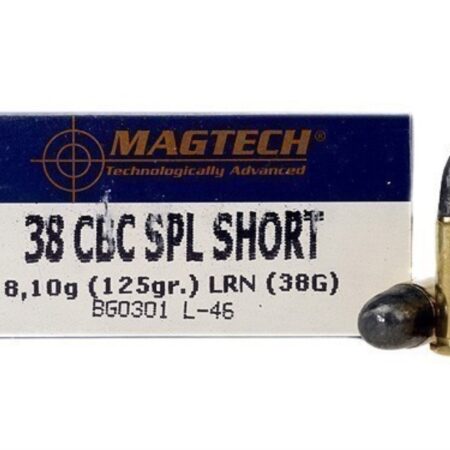 MAGTECH®
Technologically Advanced
38 CBC SPL SHORT
8,10g (125gr.) LRN (38G)
BG0301 L-46